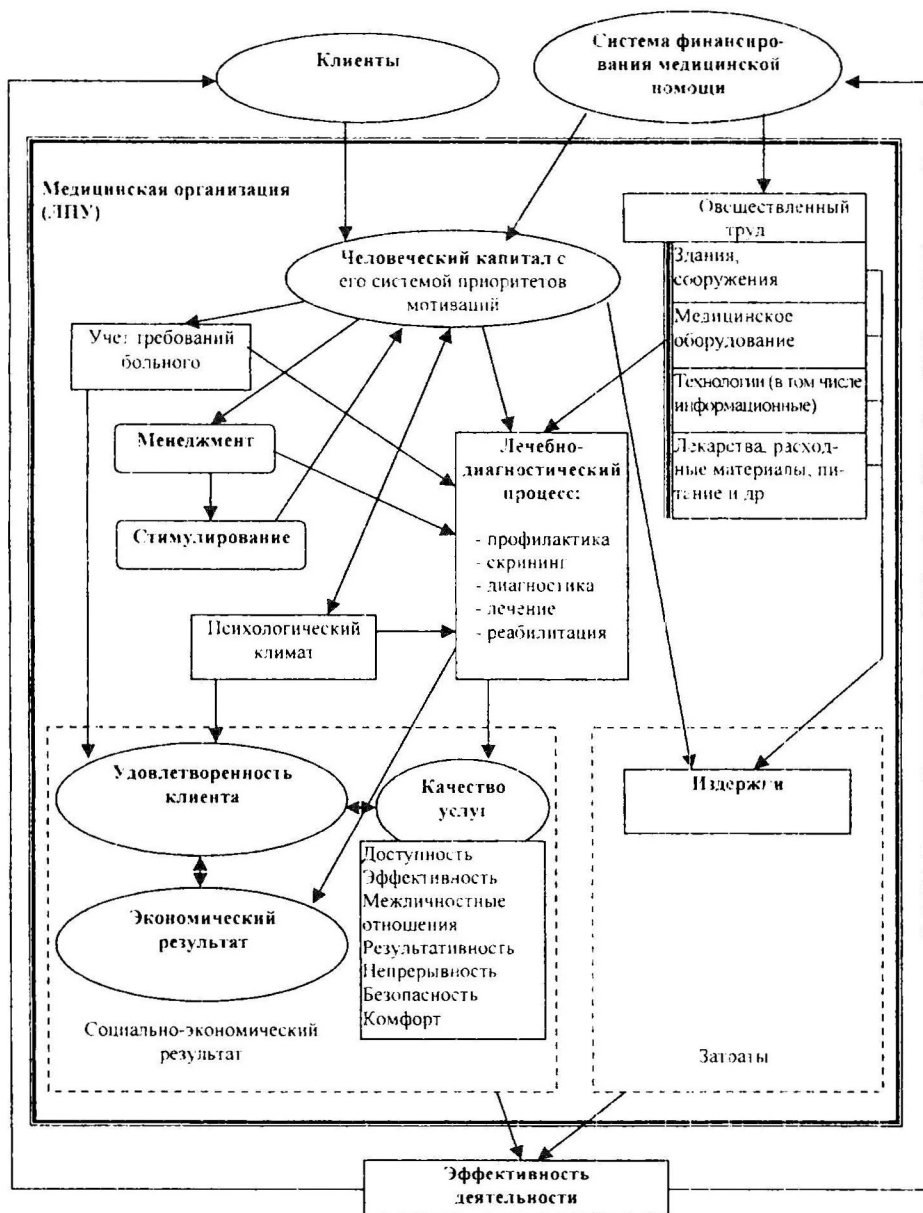 Клиенты
Система финансиро-
вания медицинской
помощи
Медицинская организация
(ЛПУ)
Овеществленный
труд
Здания,
сооружения
Медицинское
оборудование
Технологии (в том числе
информационные)
Лекарства, расход-
ные материалы, пи-
тание и др
Человеческий капитал с
его системой приоритетов
мотиваций
Учет требований
больного
Менеджмент
Стимулирование
Лечебно-
диагностический
процесс:
- профилактика
- скрининг
- диагностика
- лечение
- реабилитация
Психологический
климат
Удовлетворенность
клиента
Качество
услуг
Доступность
Эффективность
Межличностные
отношения
Результативность
Непрерывность
Безопасность
Комфорт
Экономический
результат
Социально-экономический
результат
Издержки
Затраты
Эффективность
деятельности